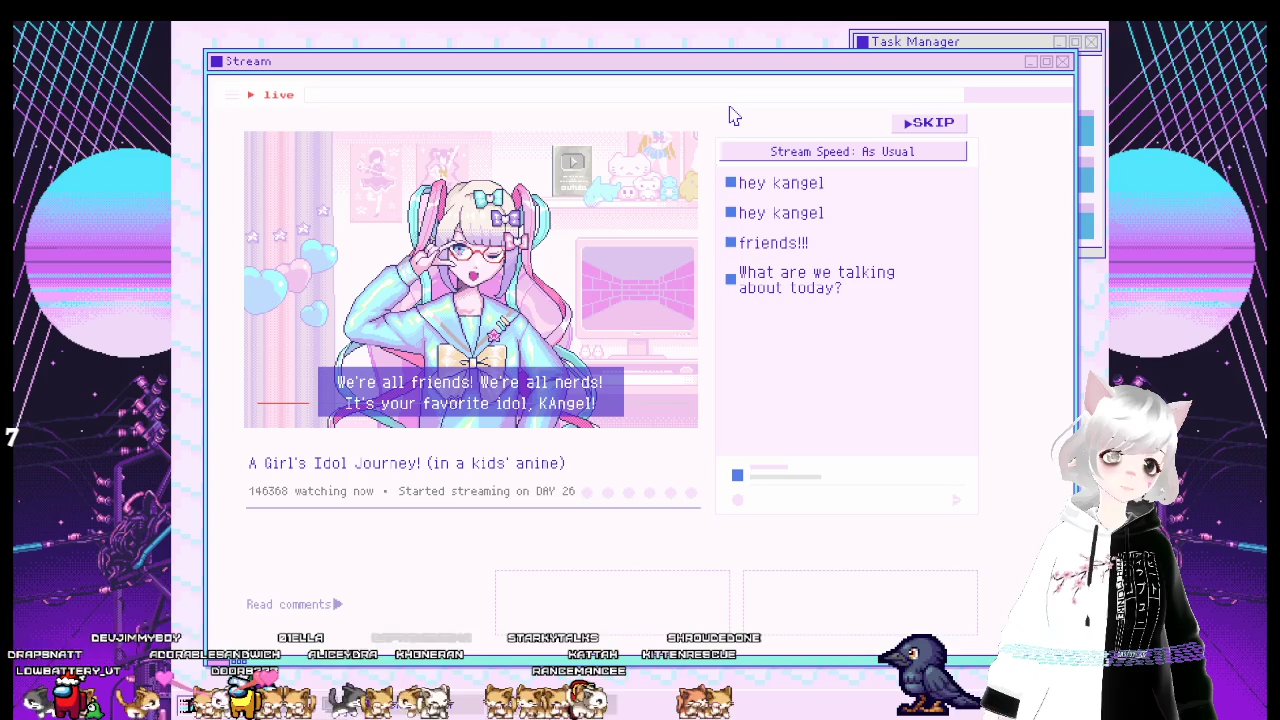 Task Manager
Stream
live
SKIP
Stream Speed: As Usual
hey kangel
hey kangel
friends!!!
What are we talking
about today?
We're all friends! We're all nerds!
It's your favorite idol, KAngel!
7
A Girl's Idol Journey! (in a kids' anime)
146368 watching now • Started streaming on DAY 26
Read comments
DEVJIMMYBOY
01ELLA
STARKYTALKS
SHROUDEDONE
DRAPSNATT
ADORABLESANDWICH
KHONERAN
KATTAH
KITTENRESCUE
LOWBATTERY_VT